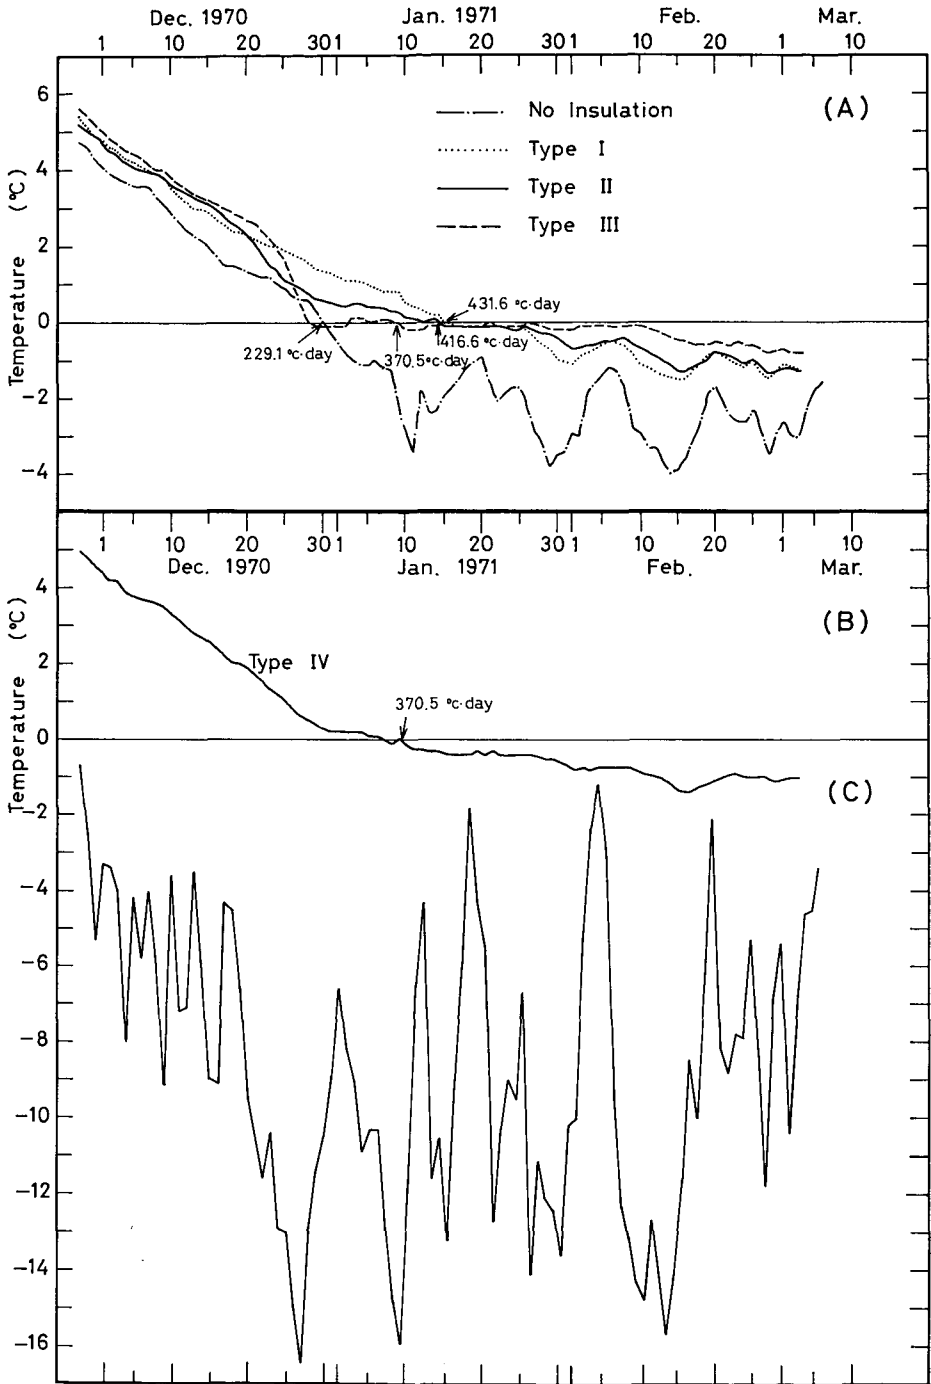 Dec. 1970 Jan. 1971 Feb. Mar.
1 10 20 30 1 10 20 30 1 10 20 1 10
6
(A)
No Insulation
Type I
4
Type II
Type III
2
431.6 °C·day
0
416.6 °C·day
229.1 °C·day
370.5°C·day
-2
-4
Temperature (°C)
1 10 20 30 1 10 20 30 1 10 20 1 10
Dec. 1970 Jan. 1971 Feb. Mar.
4
(B)
2
Type IV
370.5 °C·day
0
Temperature (°C)
(C)
-2
-4
-6
-8
-10
-12
-14
-16